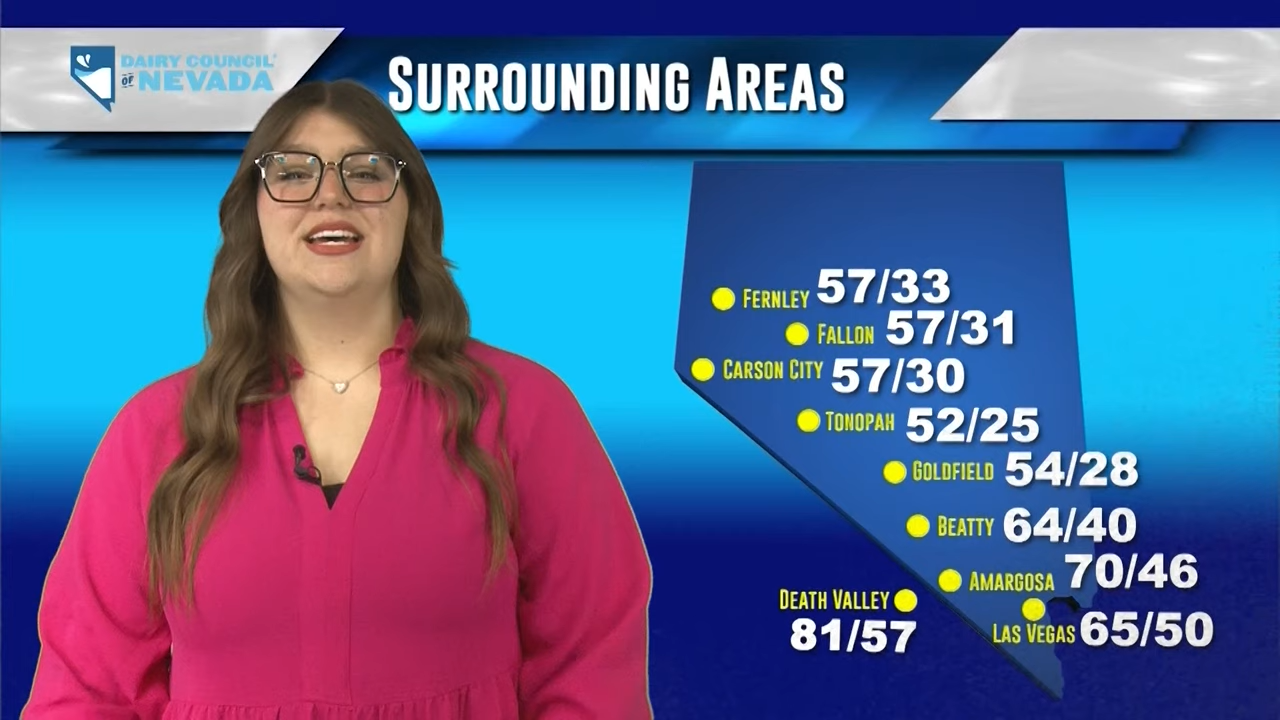 DAIRY COUNCIL
OF NEVADA
SURROUNDING AREAS
FERNLEY 57/33
FALLON 57/31
CARSON CITY 57/30
TONOPAH 52/25
GOLDFIELD 54/28
BEATTY 64/40
AMARGOSA 70/46
DEATH VALLEY
81/57
LAS VEGAS 65/50